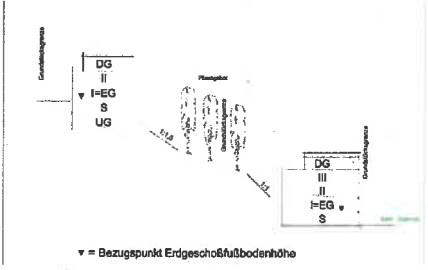 Grundstücksgrenze
DG
II
I=EG
S
UG
Pflanzgebot
Grundstücksgrenze
1:1,5
1:1
Grundstücksgrenze
DG
III
II
I=EG
S
▼ = Bezugspunkt Erdgeschoßfußbodenhöhe